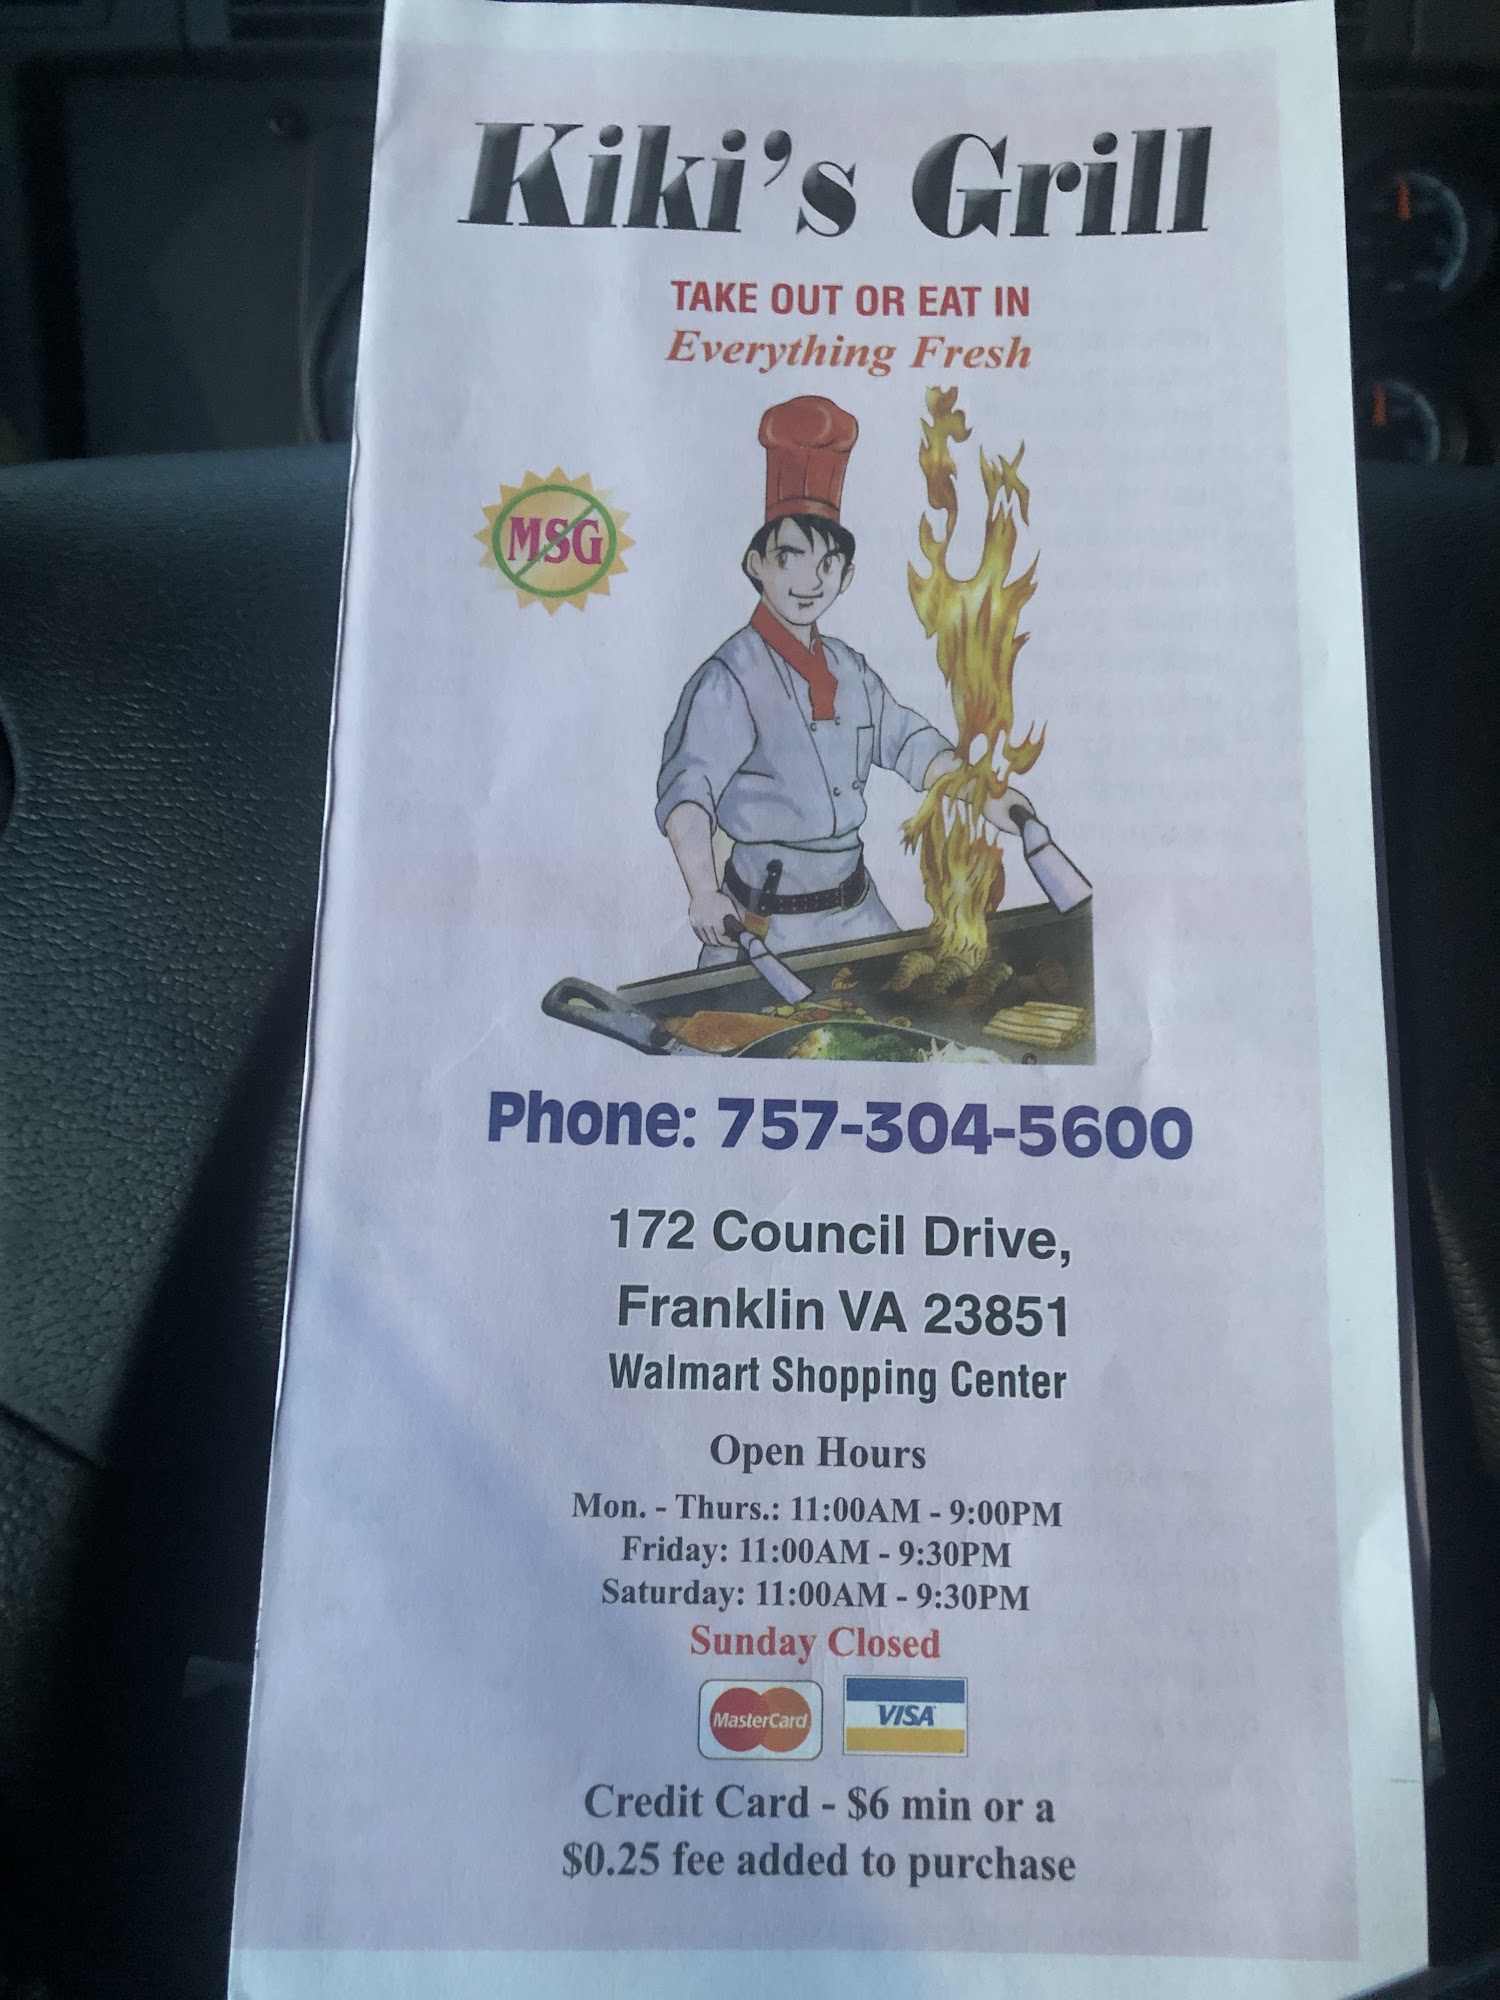 Kiki's Grill
TAKE OUT OR EAT IN
Everything Fresh
MSG
Phone: 757-304-5600
172 Council Drive,
Franklin VA 23851
Walmart Shopping Center
Open Hours
Mon. - Thurs.: 11:00AM - 9:00PM
Friday: 11:00AM - 9:30PM
Saturday: 11:00AM - 9:30PM
Sunday Closed
MasterCard VISA
Credit Card - $6 min or a
$0.25 fee added to purchase